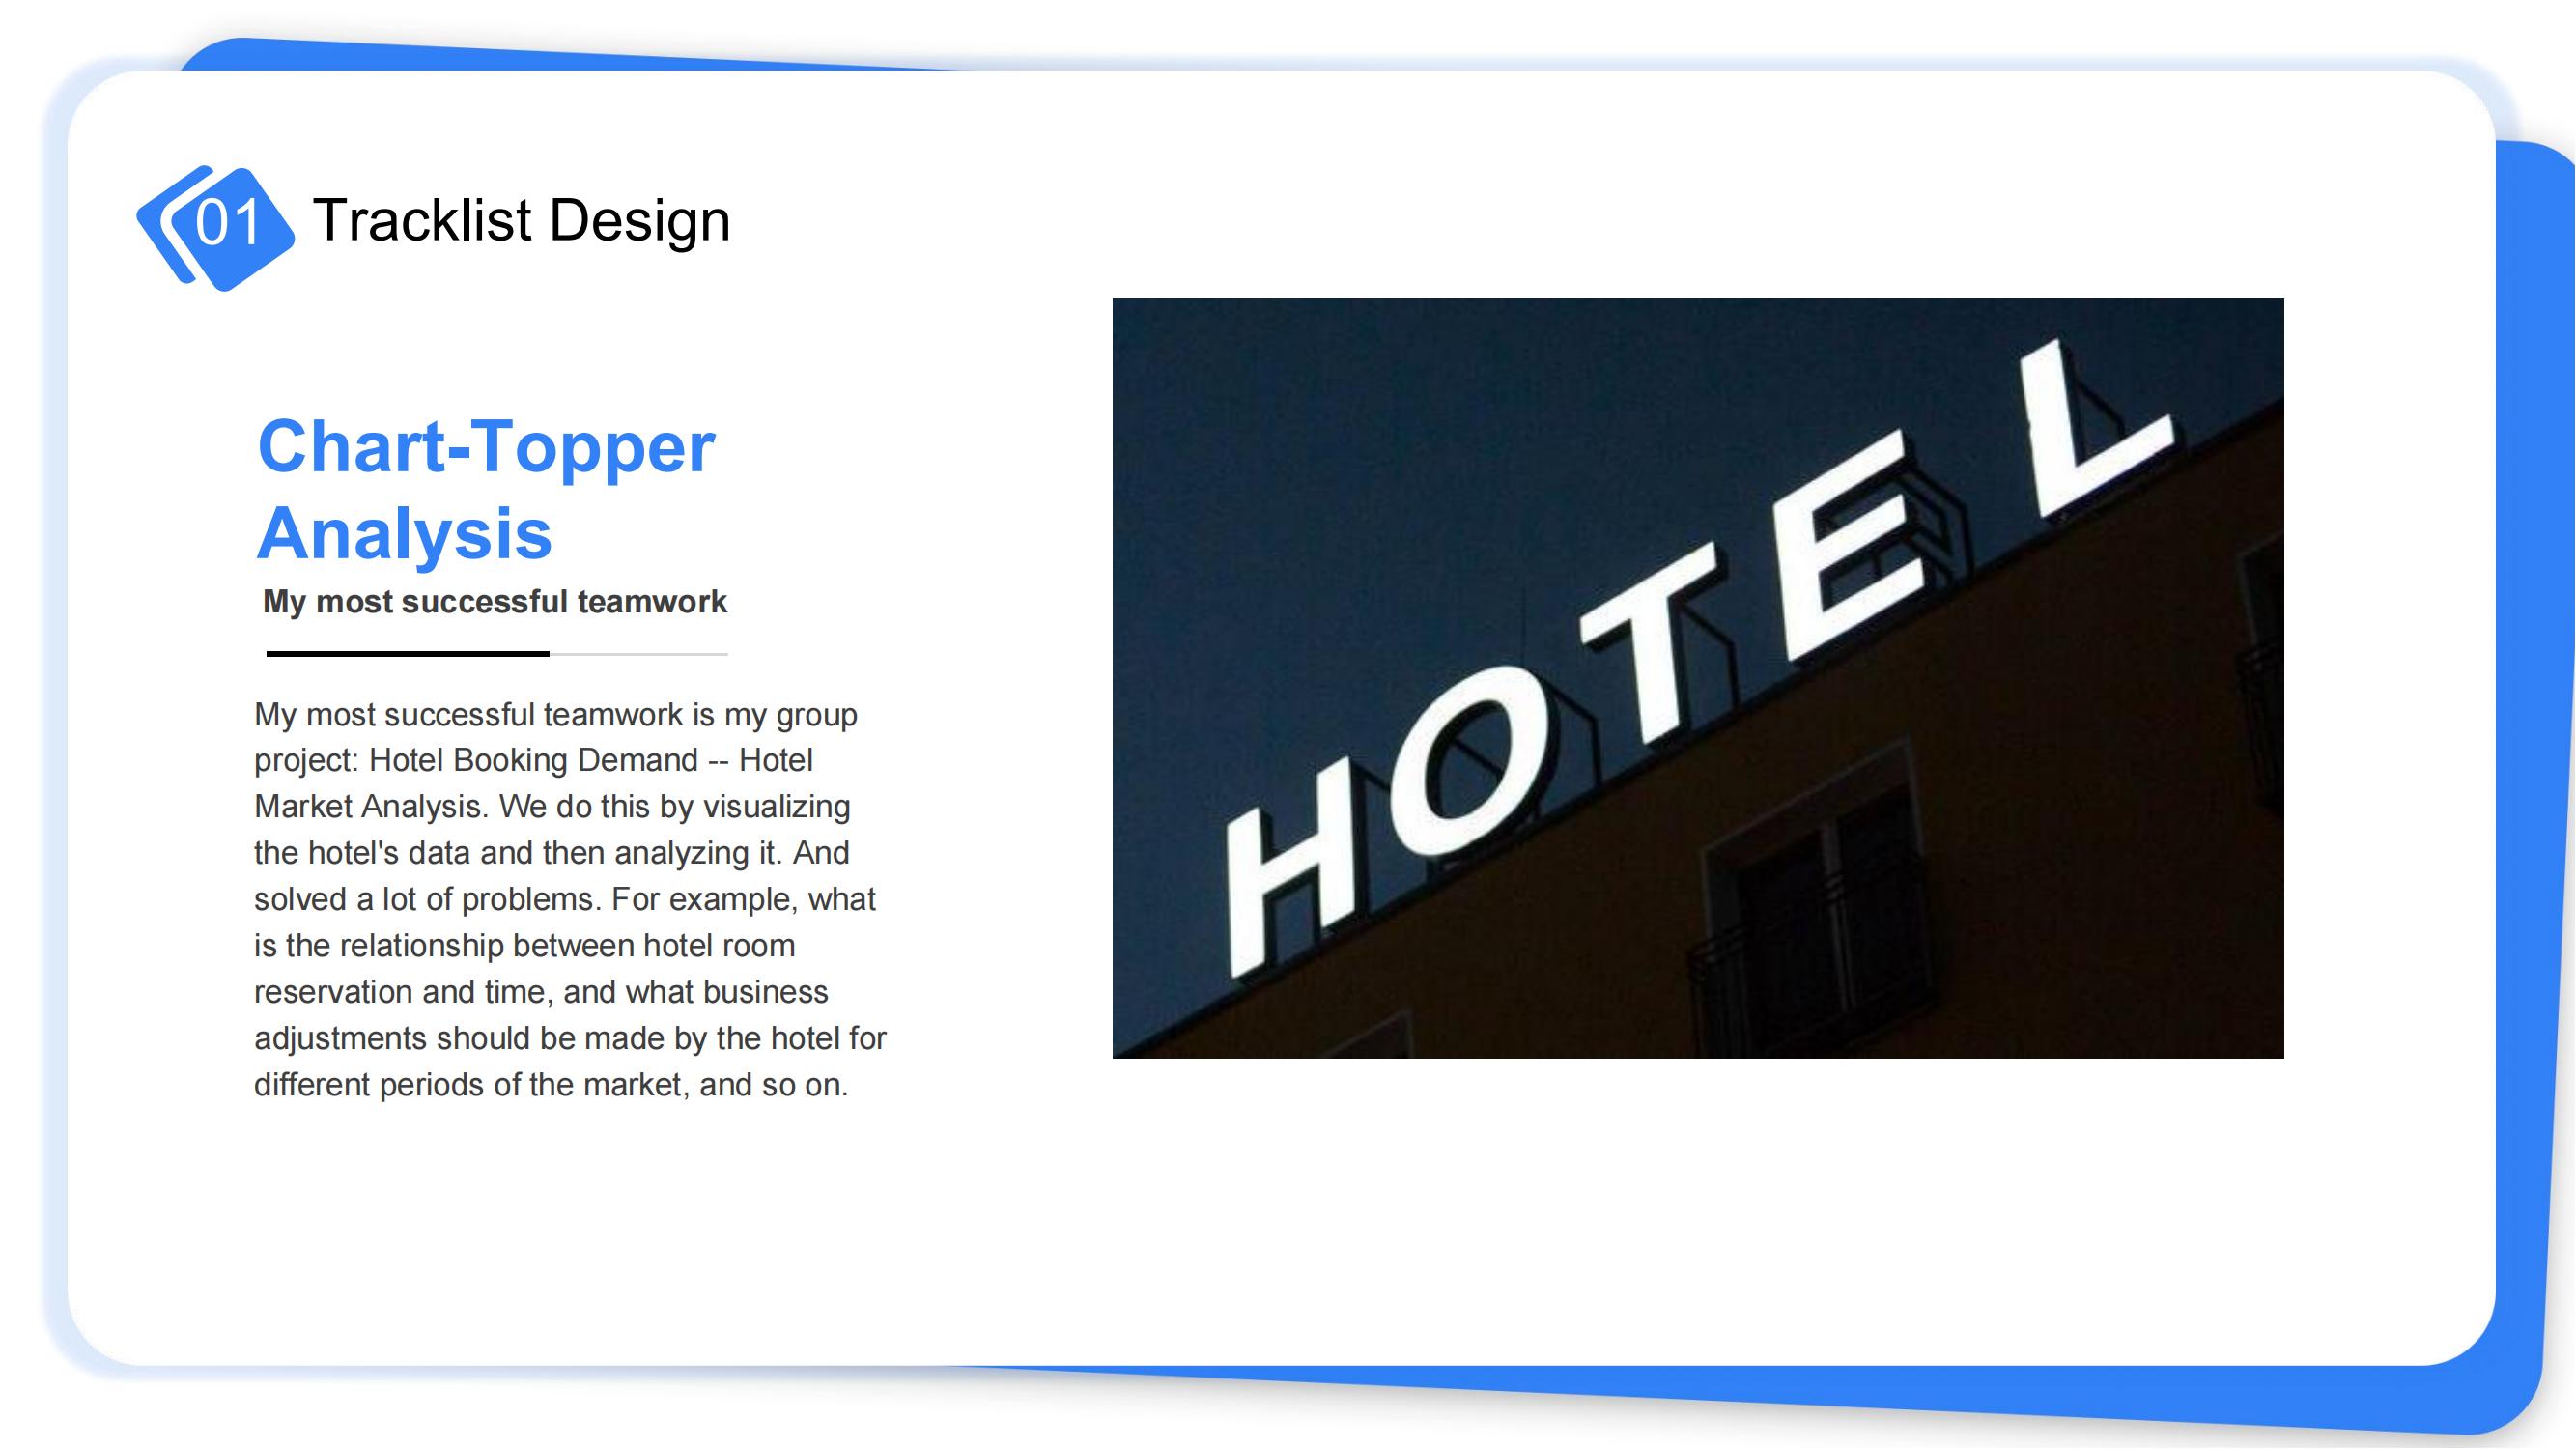 01 Tracklist Design
Chart-Topper
Analysis
My most successful teamwork
My most successful teamwork is my group
project: Hotel Booking Demand -- Hotel
Market Analysis. We do this by visualizing
the hotel's data and then analyzing it. And
solved a lot of problems. For example, what
is the relationship between hotel room
reservation and time, and what business
adjustments should be made by the hotel for
different periods of the market, and so on.
HOTEL